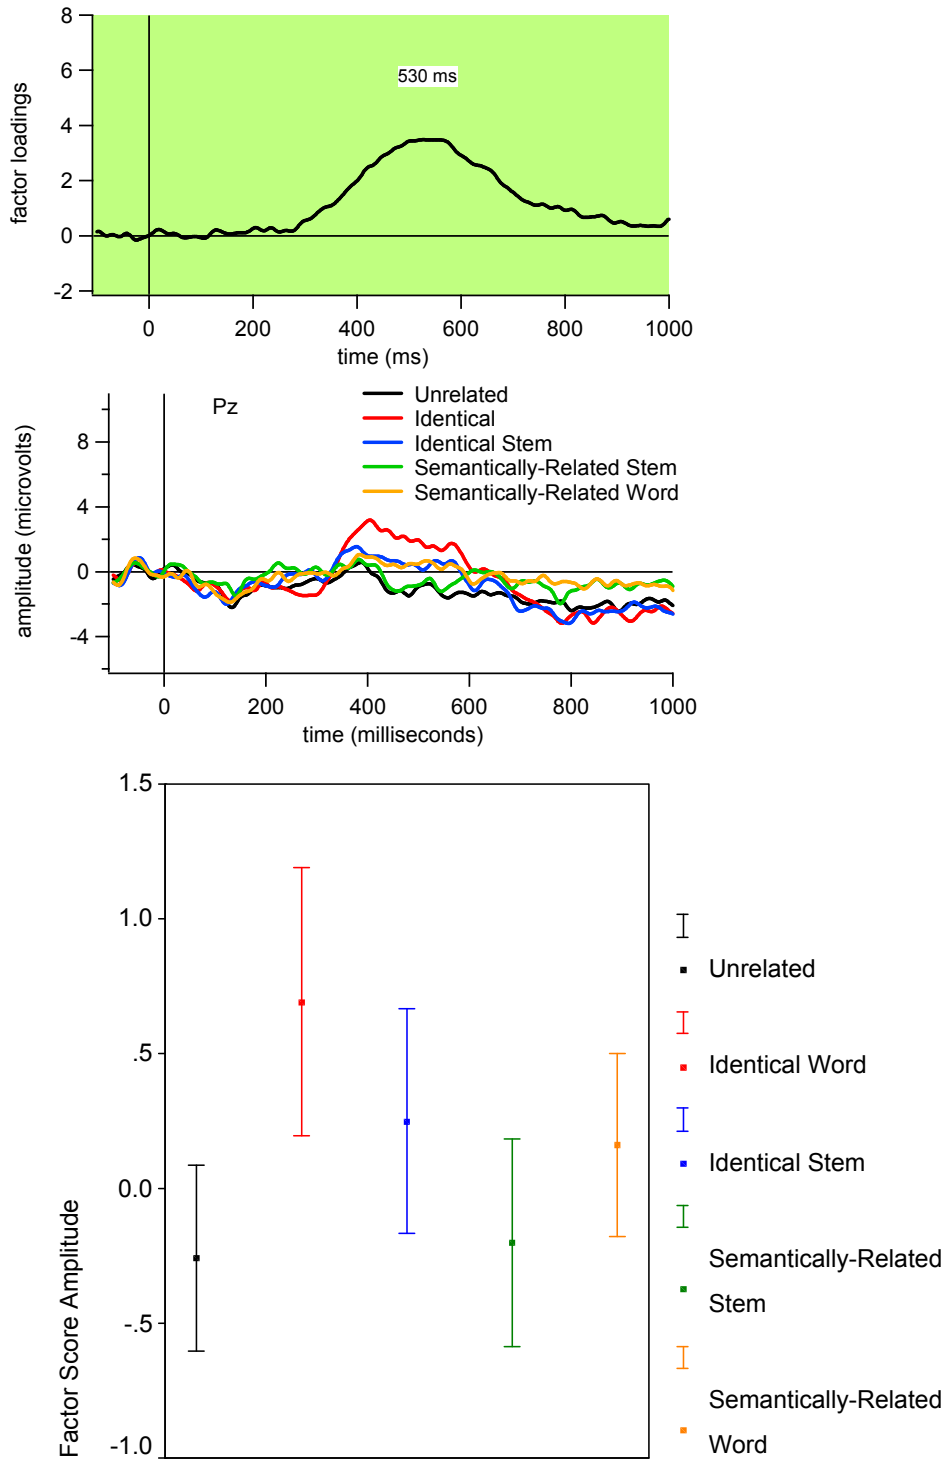 8
6
4
2
0
-2
factor loadings
530 ms
0 200 400 600 800 1000
time (ms)
Pz
Unrelated
Identical
Identical Stem
Semantically-Related Stem
Semantically-Related Word
8
4
0
-4
amplitude (microvolts)
0 200 400 600 800 1000
time (milliseconds)
1.5
1.0
.5
0.0
-.5
-1.0
Factor Score Amplitude
Unrelated
Identical Word
Identical Stem
Semantically-Related
Stem
Semantically-Related
Word